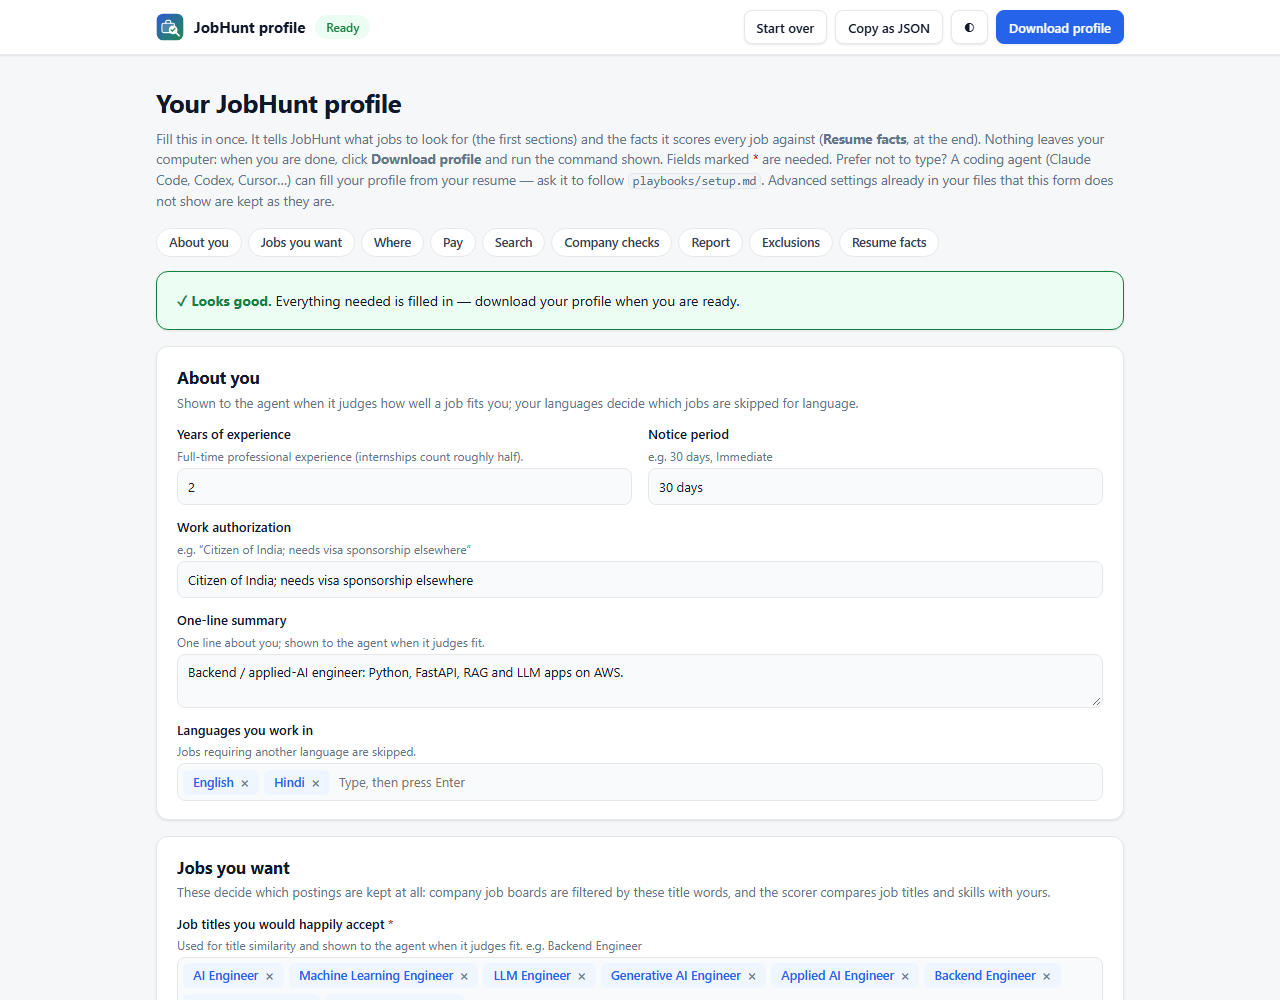 JobHunt profile Ready Start over Copy as JSON Download profile
Your JobHunt profile
Fill this in once. It tells JobHunt what jobs to look for (the first sections) and the facts it scores every job against (Resume facts, at the end). Nothing leaves your
computer: when you are done, click Download profile and run the command shown. Fields marked * are needed. Prefer not to type? A coding agent (Claude
Code, Codex, Cursor...) can fill your profile from your resume — ask it to follow playbooks/setup.md. Advanced settings already in your files that this form does
not show are kept as they are.
About you Jobs you want Where Pay Search Company checks Report Exclusions Resume facts
✓ Looks good. Everything needed is filled in — download your profile when you are ready.
About you
Shown to the agent when it judges how well a job fits you; your languages decide which jobs are skipped for language.
Years of experience Notice period
Full-time professional experience (internships count roughly half). e.g. 30 days, Immediate
2 30 days
Work authorization
e.g. "Citizen of India; needs visa sponsorship elsewhere"
Citizen of India; needs visa sponsorship elsewhere
One-line summary
One line about you; shown to the agent when it judges fit.
Backend / applied-AI engineer: Python, FastAPI, RAG and LLM apps on AWS.
Languages you work in
Jobs requiring another language are skipped.
English × Hindi × Type, then press Enter
Jobs you want
These decide which postings are kept at all: company job boards are filtered by these title words, and the scorer compares job titles and skills with yours.
Job titles you would happily accept *
Used for title similarity and shown to the agent when it judges fit. e.g. Backend Engineer
AI Engineer × Machine Learning Engineer × LLM Engineer × Generative AI Engineer × Applied AI Engineer × Backend Engineer ×